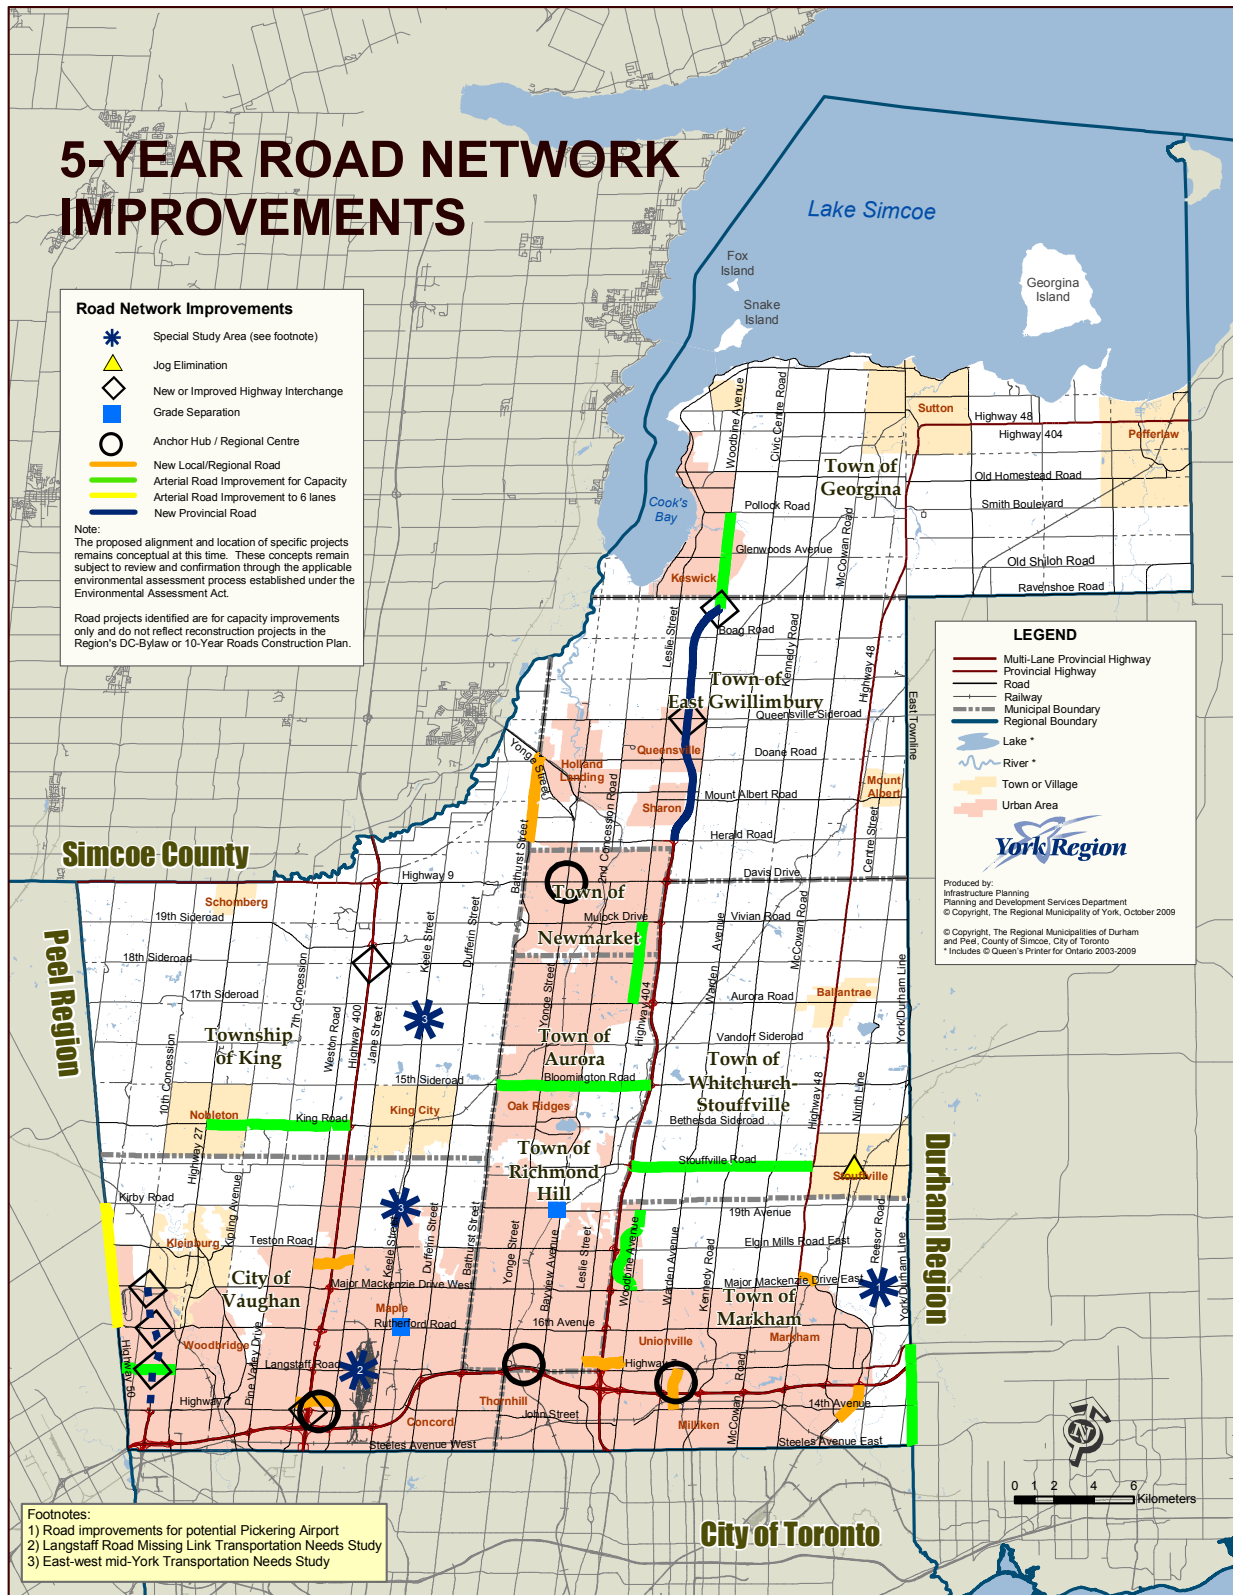 5-YEAR ROAD NETWORK
IMPROVEMENTS
Lake Simcoe
Fox
Island
Snake
Island
Georgina
Island
Road Network Improvements
Special Study Area (see footnote)
Jog Elimination
New or Improved Highway Interchange
Grade Separation
Anchor Hub / Regional Centre
New Local/Regional Road
Arterial Road Improvement for Capacity
Arterial Road Improvement to 6 lanes
New Provincial Road
Note:
The proposed alignment and location of specific projects
remains conceptual at this time. These concepts remain
subject to review and confirmation through the applicable
environmental assessment process established under the
Environmental Assessment Act.
Road projects identified are for capacity improvements
only and do not reflect reconstruction projects in the
Region's DC-Bylaw or 10-Year Roads Construction Plan.
Woodbine Avenue
Civic Centre Road
Sutton
Highway 48
Highway 404
Pefferlaw
Town of
Georgina
Old Homestead Road
Smith Boulevard
Cook's
Bay
Pollock Road
McCowan Road
Glenwoods Avenue
Old Shiloh Road
Keswick
Ravenshoe Road
Leslie Street
Boag Road
Kennedy Road
Highway 48
Town of
East Gwillimbury
Queensville Sideroad
East Townline
Yonge Street
Queensville
Doane Road
Holland
Landing
Mount
Albert
Mount Albert Road
Sharon
2nd Concession Road
Herald Road
Centre Street
Bathurst Street
LEGEND
Multi-Lane Provincial Highway
Provincial Highway
Road
Railway
Municipal Boundary
Regional Boundary
Lake *
River *
Town or Village
Urban Area
York Region
Produced by:
Infrastructure Planning
Planning and Development Services Department
© Copyright, The Regional Municipality of York, October 2009
© Copyright, The Regional Municipalities of Durham
and Peel, County of Simcoe, City of Toronto
* Includes © Queen's Printer for Ontario 2003-2009
Simcoe County
Highway 9
Davis Drive
Schomberg
19th Sideroad
Town of
Newmarket
Mulock Drive
Vivian Road
Peel Region
18th Sideroad
7th Concession
Keele Street
Dufferin Street
Warden Avenue
McCowan Road
17th Sideroad
Yonge Street
Highway 404
Aurora Road
Ballantrae
York/Durham Line
Township
of King
10th Concession
Weston Road
Highway 400
Jane Street
3
Town of
Aurora
Vandorf Sideroad
Town of
Whitchurch-
Stouffville
15th Sideroad
Bloomington Road
Highway 48
Ninth Line
Nobleton
King Road
King City
Oak Ridges
Bethesda Sideroad
Highway 27
Town of
Richmond
Hill
Stouffville Road
Stouffville
Durham Region
Kirby Road
Kipling Avenue
3
19th Avenue
Reesor Road
Kleinburg
Teston Road
Keele Street
Dufferin Street
Bathurst Street
Yonge Street
Bayview Avenue
Leslie Street
Woodbine Avenue
Warden Avenue
Kennedy Road
Elgin Mills Road East
York/Durham Line
City of
Vaughan
Major Mackenzie Drive West
Major Mackenzie Drive East
Town of
Markham
Maple
Rutherford Road
16th Avenue
Unionville
Markham
Woodbridge
Pine Valley Drive
Highway 50
Langstaff Road
2
Highway 7
Highway 7
Thornhill
14th Avenue
Concord
John Street
Milliken
McCowan Road
Steeles Avenue West
Steeles Avenue East
N
0 1 2 4 6
Kilometers
City of Toronto
Footnotes:
1) Road improvements for potential Pickering Airport
2) Langstaff Road Missing Link Transportation Needs Study
3) East-west mid-York Transportation Needs Study